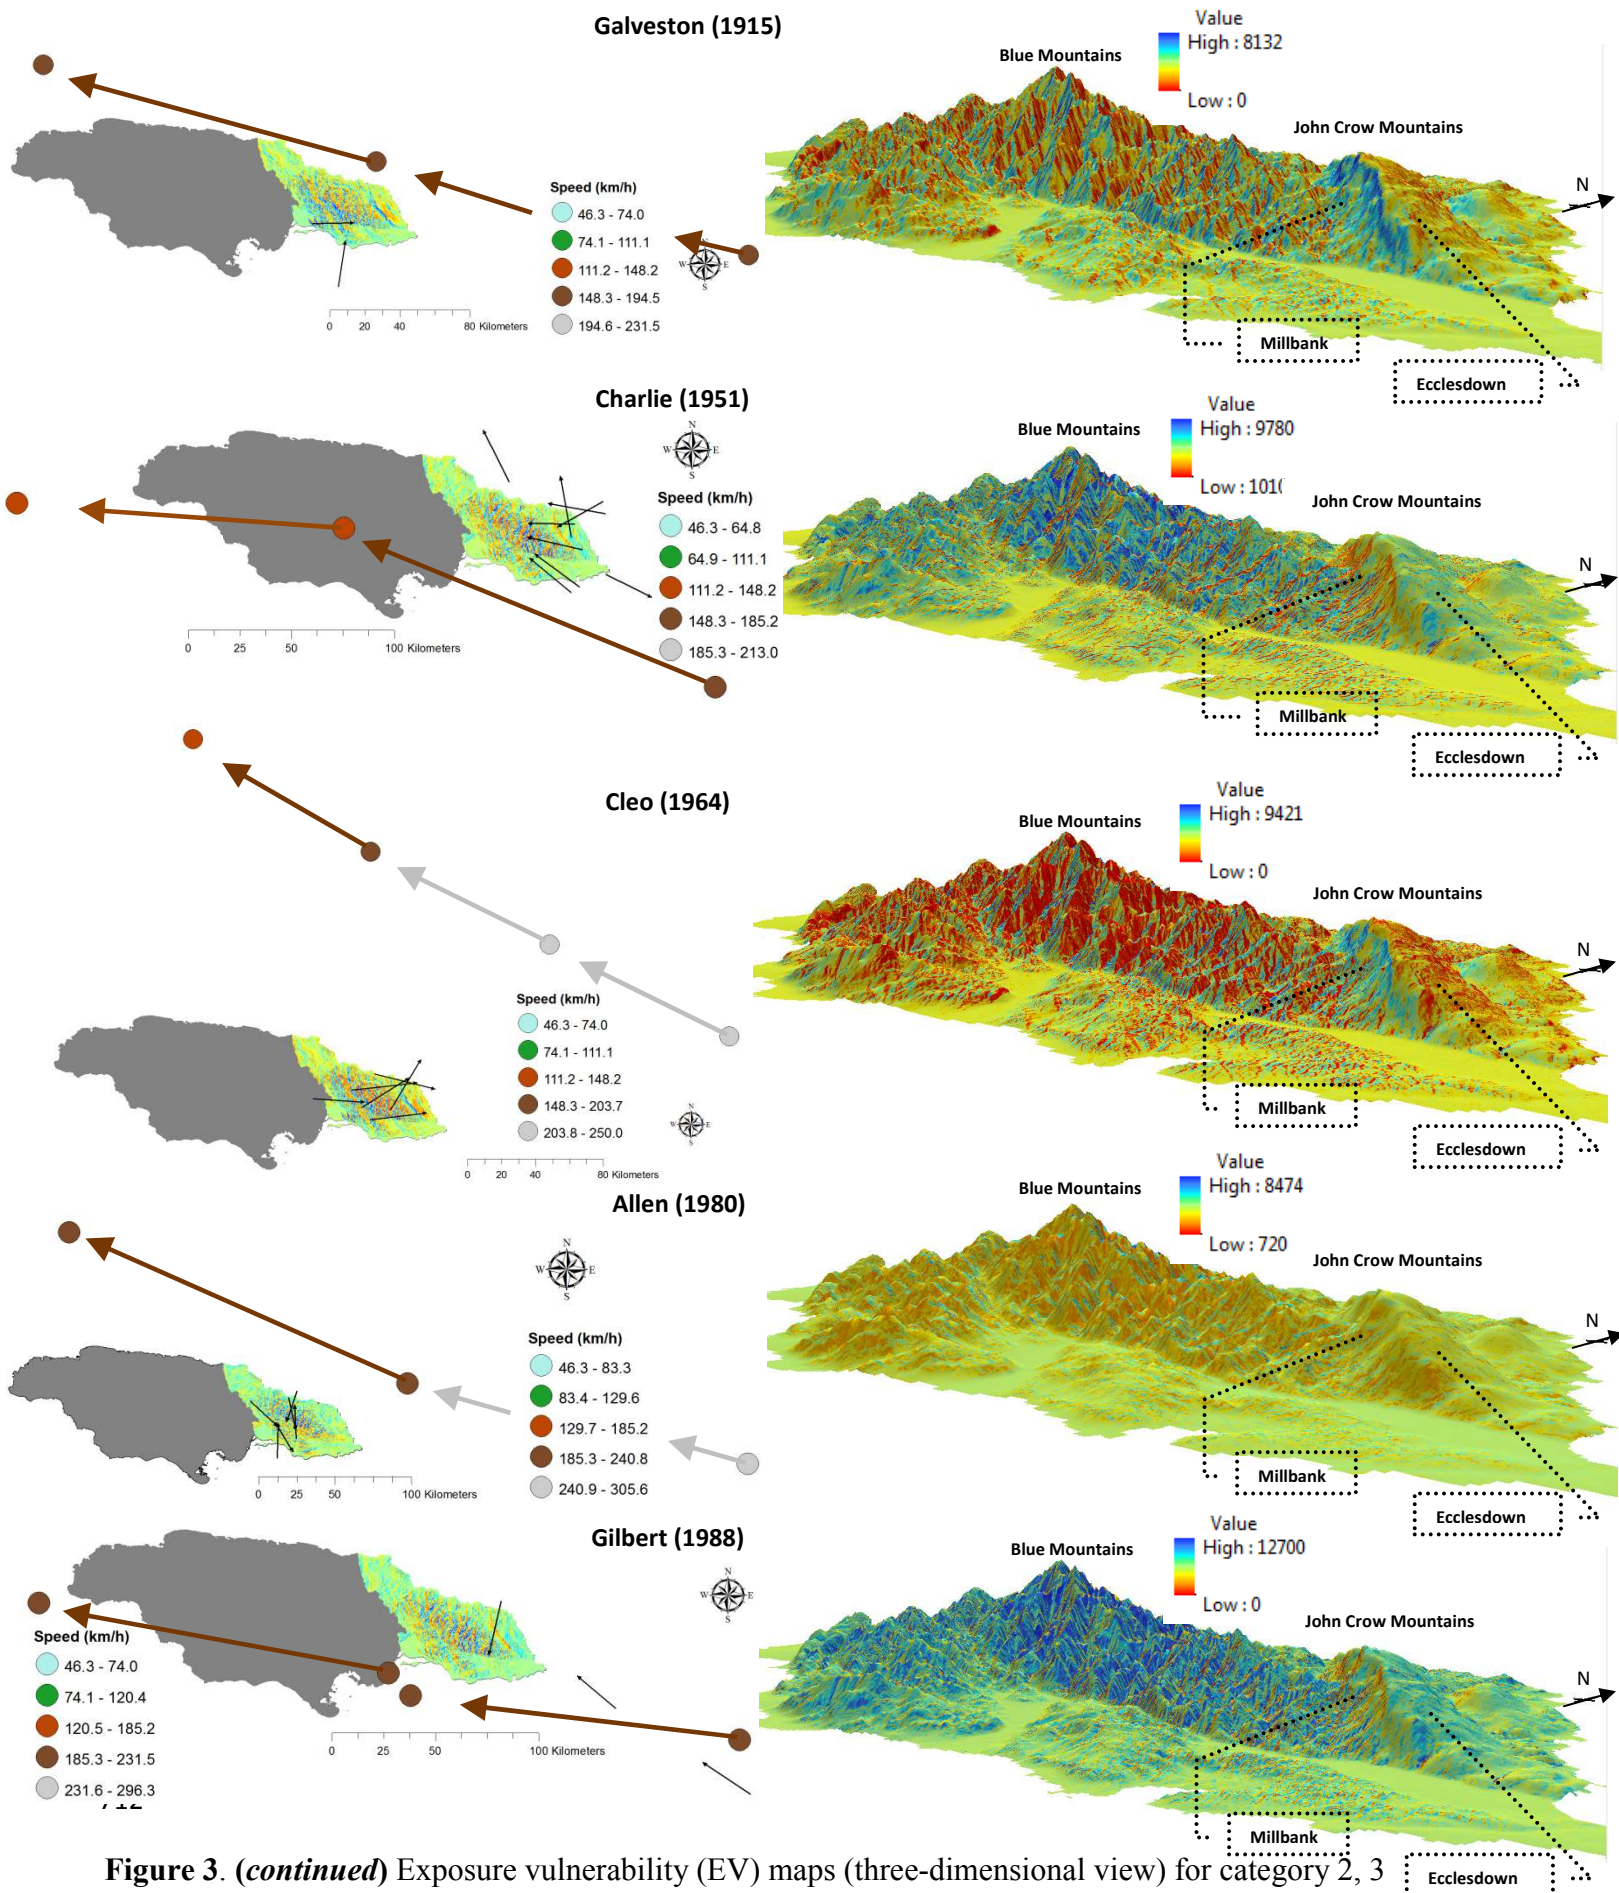 Galveston (1915)
Value
High : 8132
Low : 0
Blue Mountains
John Crow Mountains
N
Speed (km/h)
46.3 - 74.0
74.1 - 111.1
111.2 - 148.2
148.3 - 194.5
194.6 - 231.5
N
W E
S
0 20 40 80 Kilometers
Millbank
Ecclesdown
Charlie (1951)
Value
High : 9780
Low : 101(
Blue Mountains
John Crow Mountains
N
N
W E
S
Speed (km/h)
46.3 - 64.8
64.9 - 111.1
111.2 - 148.2
148.3 - 185.2
185.3 - 213.0
0 25 50 100 Kilometers
Millbank
Ecclesdown
Cleo (1964)
Value
High : 9421
Low : 0
Blue Mountains
John Crow Mountains
N
Speed (km/h)
46.3 - 74.0
74.1 - 111.1
111.2 - 148.2
148.3 - 203.7
203.8 - 250.0
N
W E
S
0 20 40 80 Kilometers
Millbank
Ecclesdown
Allen (1980)
Value
High : 8474
Low : 720
Blue Mountains
John Crow Mountains
N
N
W E
S
Speed (km/h)
46.3 - 83.3
83.4 - 129.6
129.7 - 185.2
185.3 - 240.8
240.9 - 305.6
0 25 50 100 Kilometers
Millbank
Ecclesdown
Gilbert (1988)
Value
High : 12700
Low : 0
Blue Mountains
John Crow Mountains
N
N
W E
S
Speed (km/h)
46.3 - 74.0
74.1 - 120.4
120.5 - 185.2
185.3 - 231.5
231.6 - 296.3
0 25 50 100 Kilometers
Millbank
Ecclesdown
Figure 3. (continued) Exposure vulnerability (EV) maps (three-dimensional view) for category 2, 3